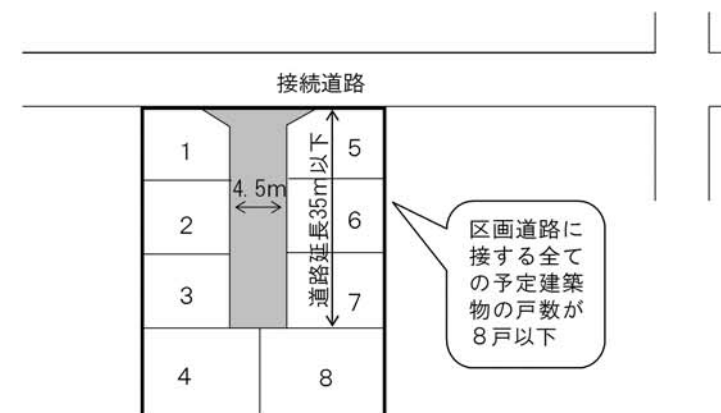 接続道路
1
5
4.5m
道路延長35m以下
2
6
3
7
4
8
区画道路に
接する全て
の予定建築
物の戸数が
8戸以下